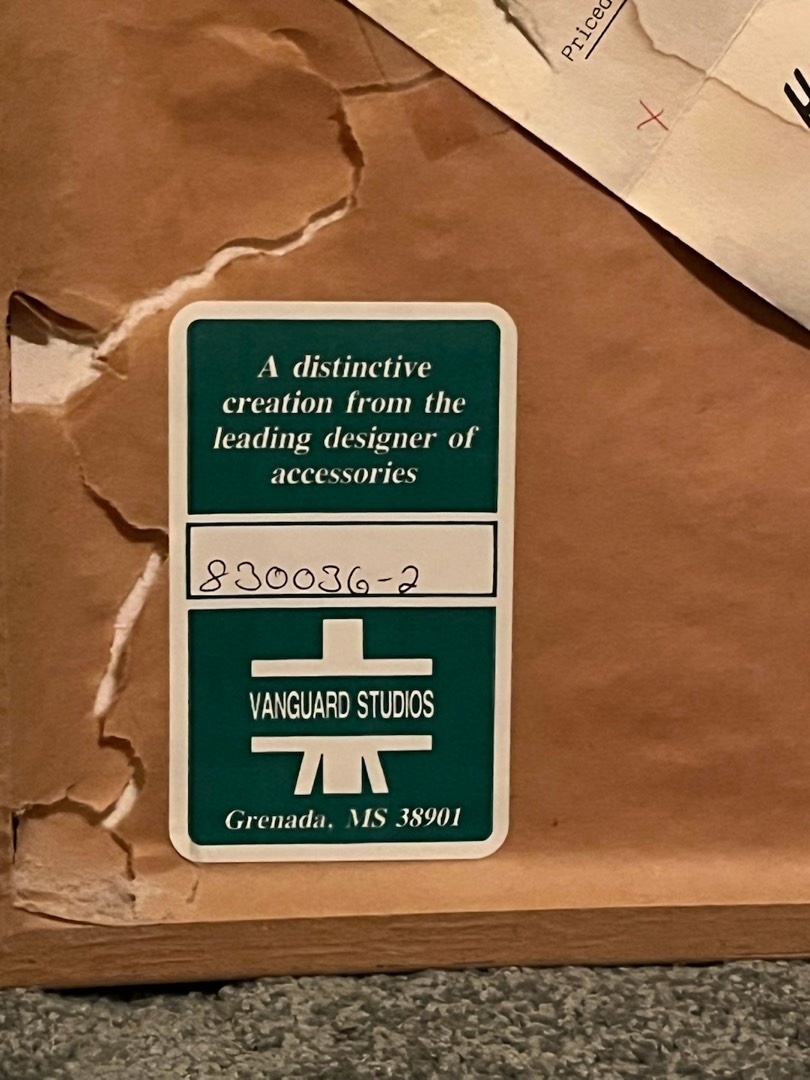 Priced
A distinctive
creation from the
leading designer of
accessories
830036-2
VANGUARD STUDIOS
Grenada, MS 38901